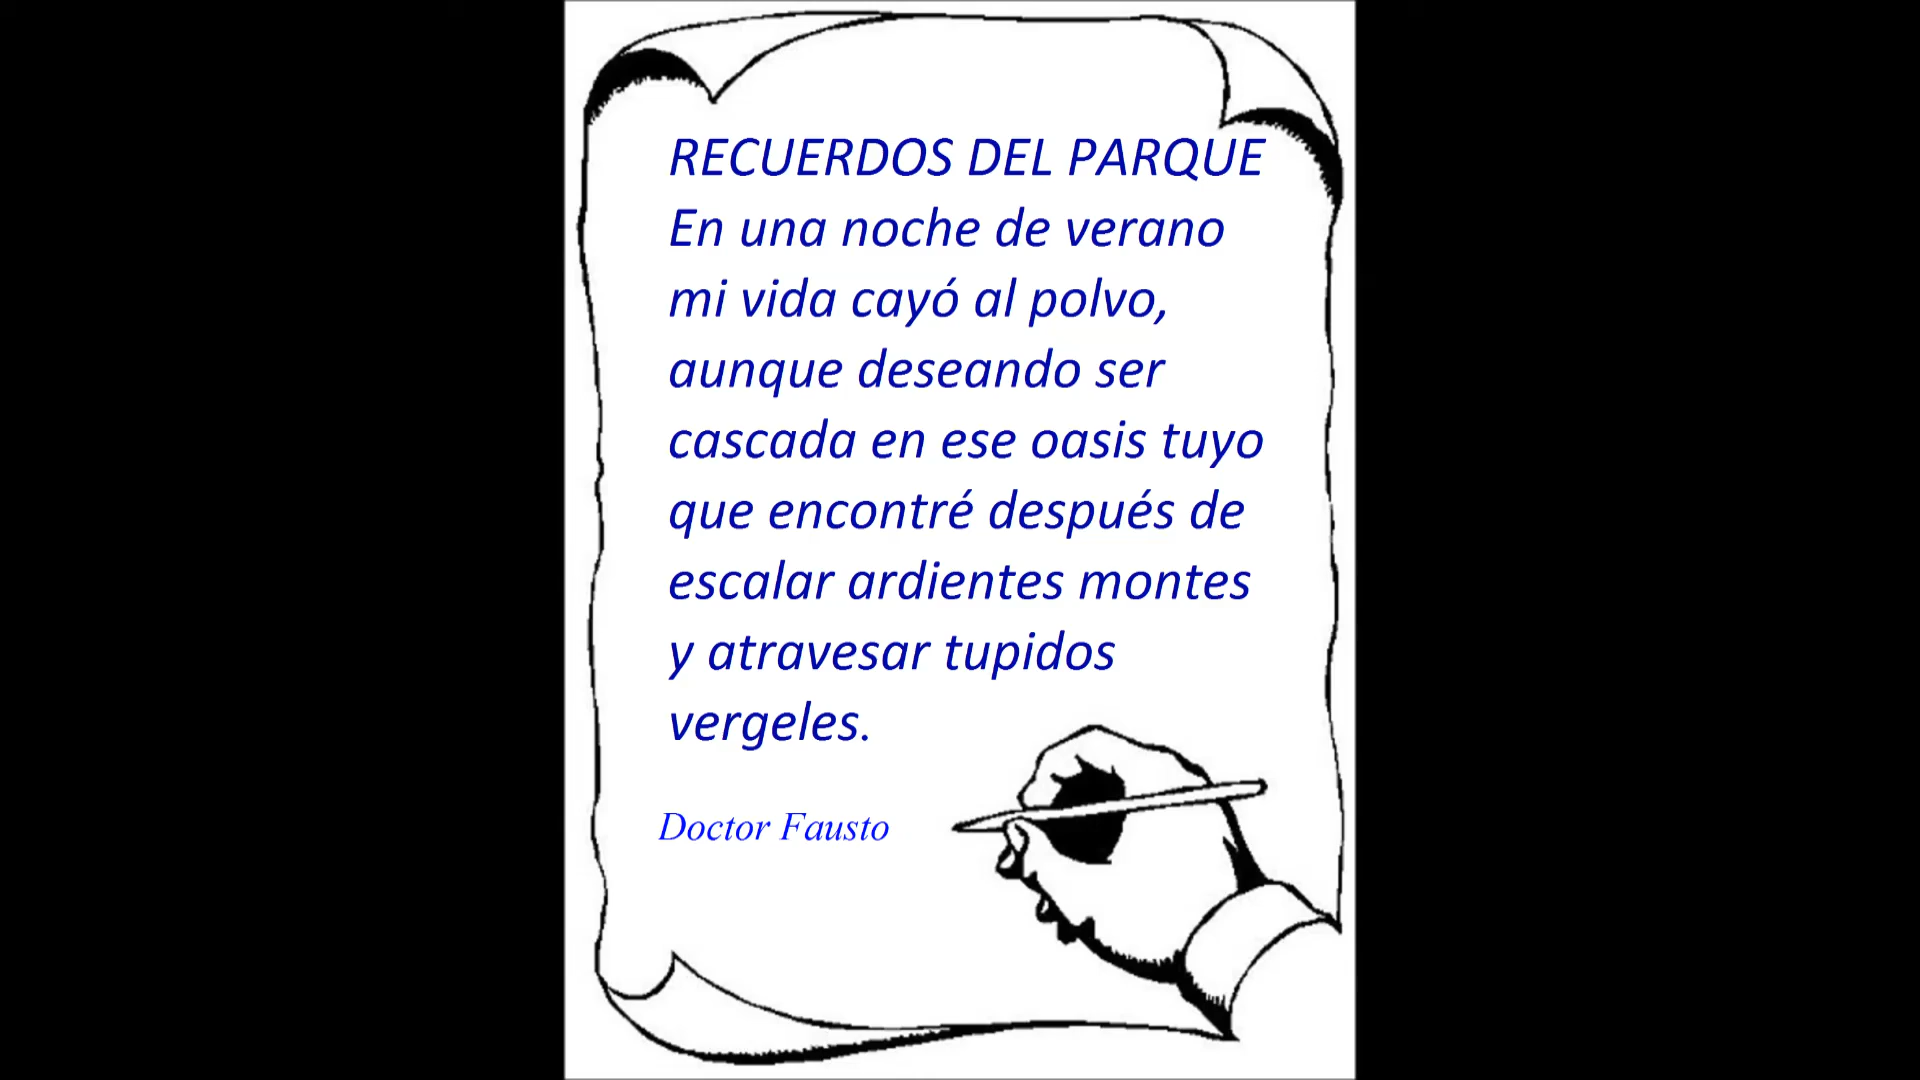 RECUERDOS DEL PARQUE
En una noche de verano
mi vida cayó al polvo,
aunque deseando ser
cascada en ese oasis tuyo
que encontré después de
escalar ardientes montes
y atravesar tupidos
vergeles.
Doctor Fausto